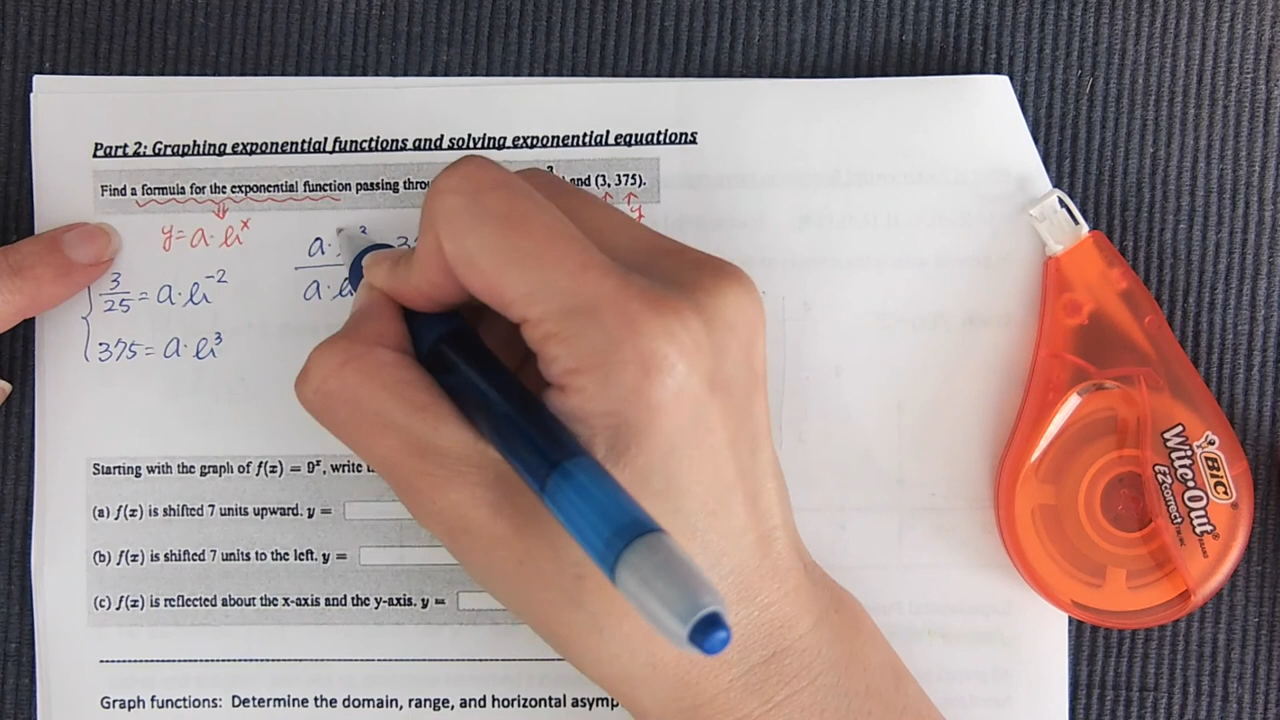 Part 2: Graphing exponential functions and solving exponential equations
Find a formula for the exponential function passing and (3, 375).
y = a · b^x
y
3/25 = a · b^-2
375 = a · b^3
a ·
a ·
Starting with the graph of f(x) = 9^x, write
(a) f(x) is shifted 7 units upward. y =
(b) f(x) is shifted 7 units to the left. y =
(c) f(x) is reflected about the x-axis and the y-axis. y =
Graph functions: Determine the domain, range, and horizontal
BIC
Wite·Out
EZcorrect